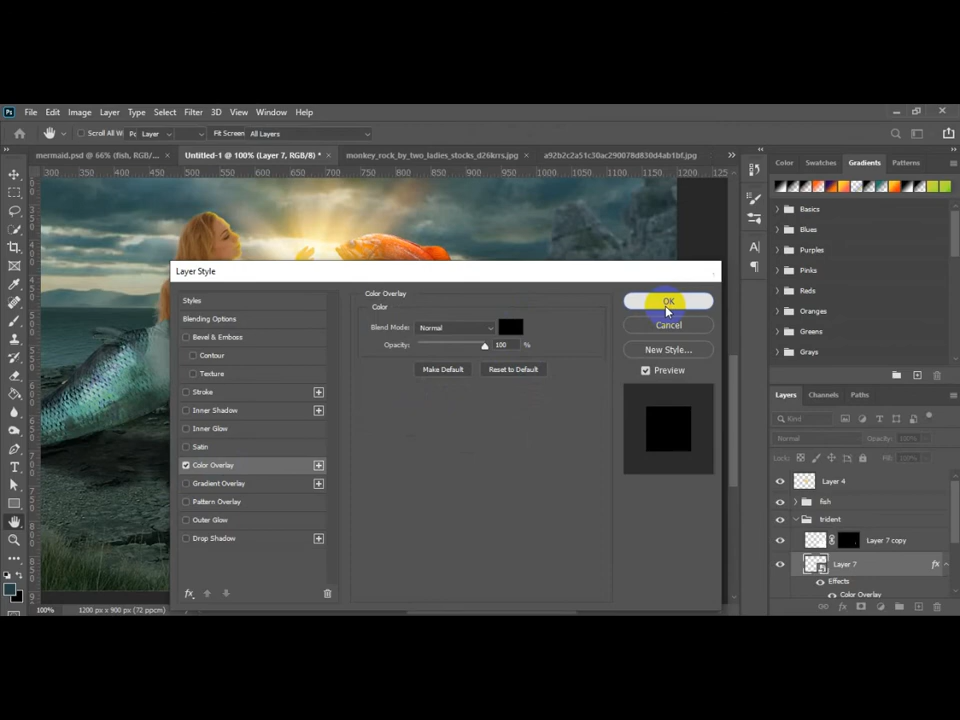 Ps File Edit Image Layer Type Select Filter 3D View Window Help
Scroll All W Layer Fit Screen All Layers
mermaid.psd @ 66% (fish, RGB/... × Untitled-1 @ 100% (Layer 7, RGB/8) * × monkey_rock_by_two_ladies_stocks_d26krrs.jpg × a92b2c2a51c30ac290078d830d4ab1bf.jpg
Color Swatches Gradients Patterns
Basics
Blues
Purples
Pinks
Reds
Oranges
Greens
Grays
Layer Style
Styles
Blending Options
Bevel & Emboss
Contour
Texture
Stroke
Inner Shadow
Inner Glow
Satin
Color Overlay
Gradient Overlay
Pattern Overlay
Outer Glow
Drop Shadow
fx
Color Overlay
Color
Blend Mode: Normal
Opacity: 100 %
Make Default Reset to Default
OK
Cancel
New Style...
Preview
Layers Channels Paths
Kind
Normal Opacity: 100%
Lock: Fill: 100%
Layer 4
fish
trident
Layer 7 copy
Layer 7 fx
Effects
Color Overlay
100% 1200 px x 900 px (72 ppcm)